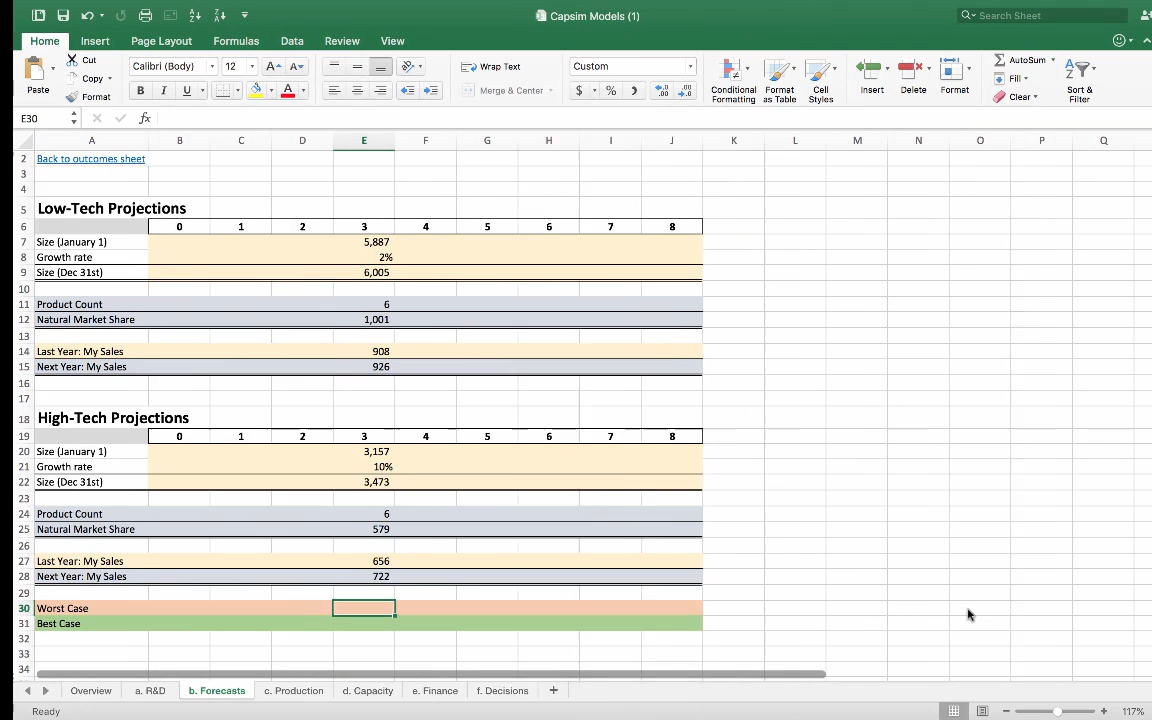 Capsim Models (1)
Search Sheet
Home Insert Page Layout Formulas Data Review View
Paste Cut Copy Format
Calibri (Body) 12
B I U A
Wrap Text
Merge & Center
Custom
$ %
Conditional Formatting
Format as Table
Cell Styles
Insert Delete Format
AutoSum
Fill
Clear
Sort & Filter
E30 fx
A B C D E F G H I J K L M N O P Q
2 Back to outcomes sheet
3
4
5 Low-Tech Projections
6 0 1 2 3 4 5 6 7 8
7 Size (January 1) 5,887
8 Growth rate 2%
9 Size (Dec 31st) 6,005
10
11 Product Count 6
12 Natural Market Share 1,001
13
14 Last Year: My Sales 908
15 Next Year: My Sales 926
16
17
18 High-Tech Projections
19 0 1 2 3 4 5 6 7 8
20 Size (January 1) 3,157
21 Growth rate 10%
22 Size (Dec 31st) 3,473
23
24 Product Count 6
25 Natural Market Share 579
26
27 Last Year: My Sales 656
28 Next Year: My Sales 722
29
30 Worst Case
31 Best Case
32
33
34
Overview a. R&D b. Forecasts c. Production d. Capacity e. Finance f. Decisions +
Ready
117%